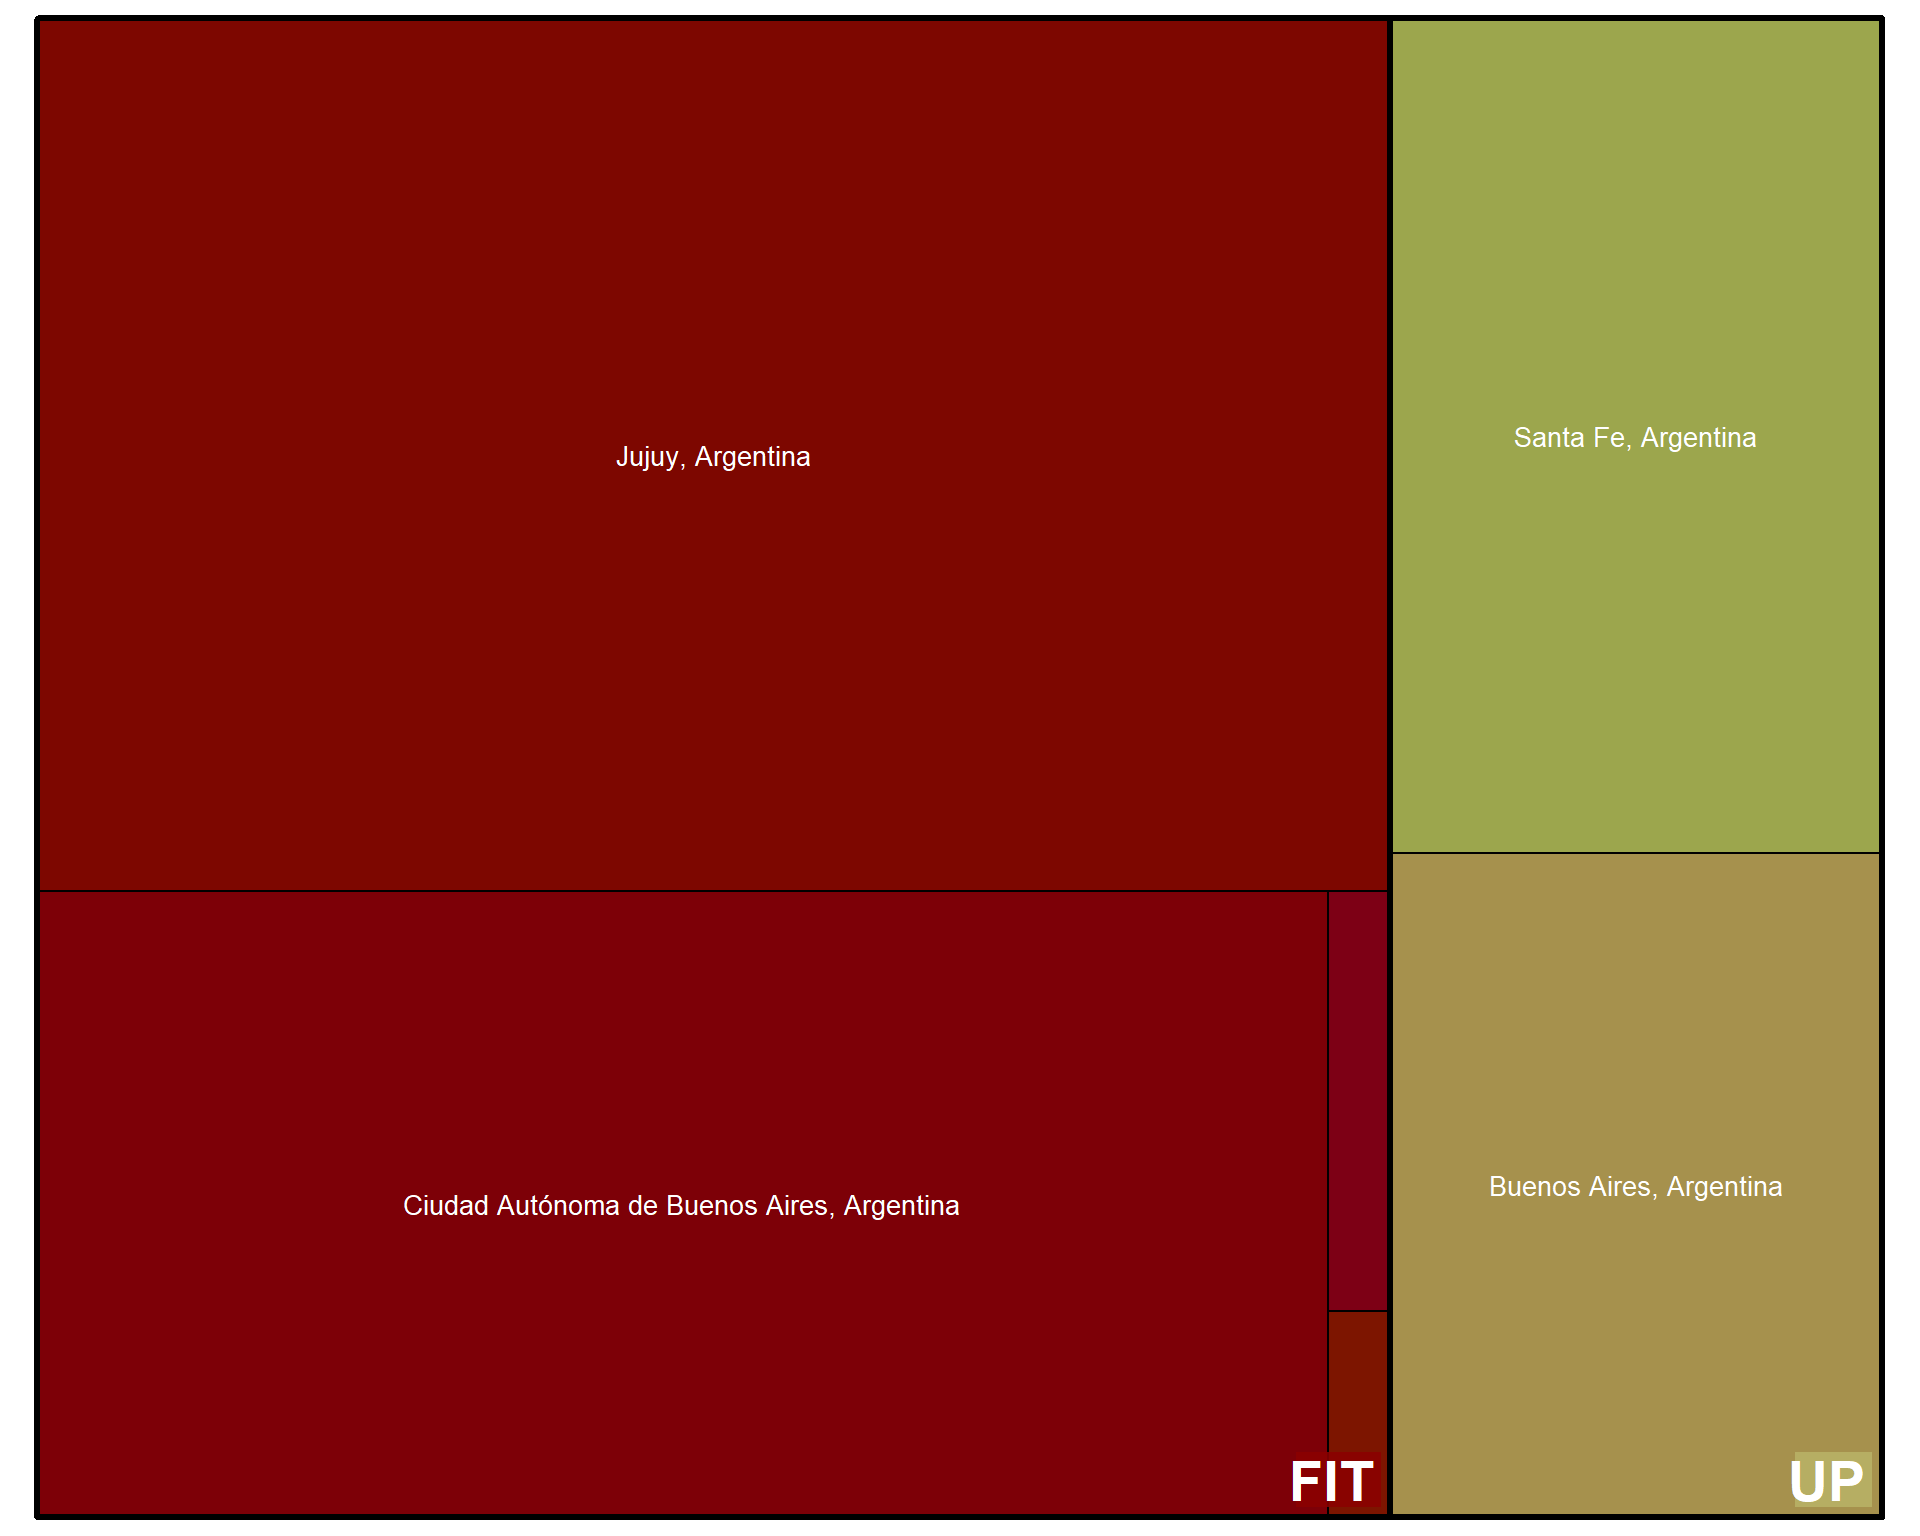 Jujuy, Argentina
Santa Fe, Argentina
Ciudad Autónoma de Buenos Aires, Argentina
Buenos Aires, Argentina
FIT
UP